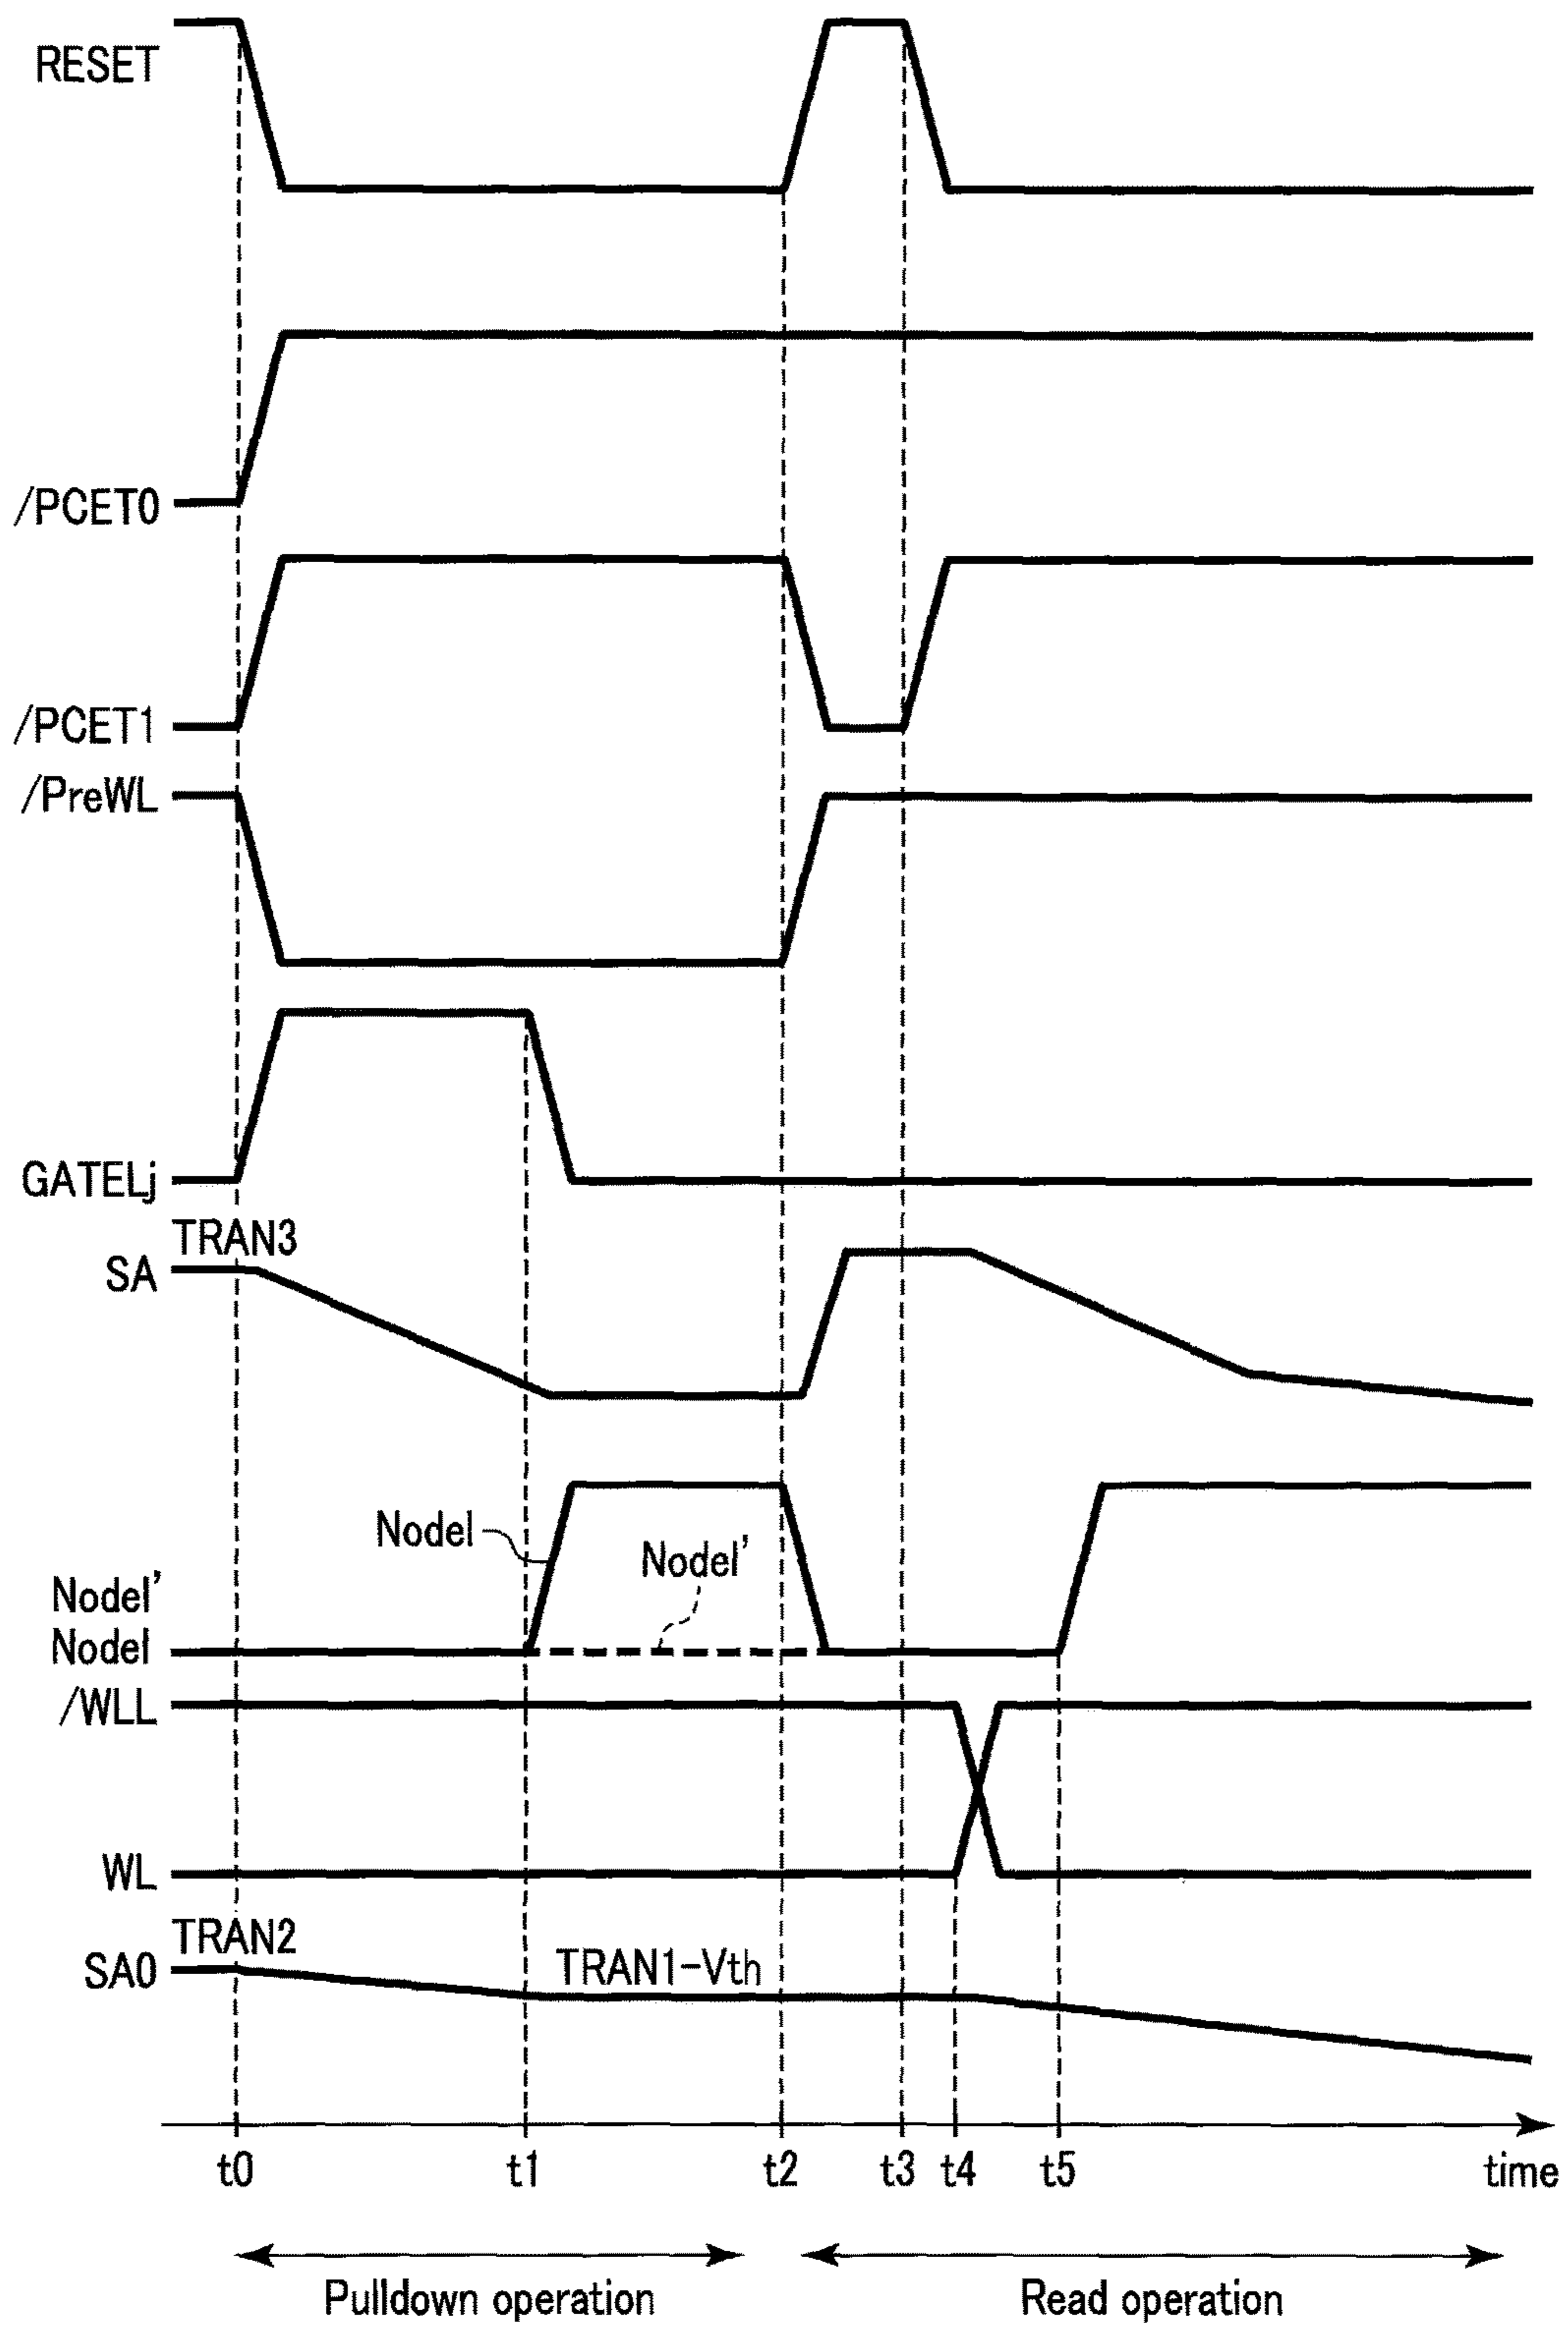 RESET
/PCET0
/PCET1
/PreWL
GATELj
TRAN3
SA
Nodel
Nodel'
Nodel'
Nodel
/WLL
WL
TRAN2
TRAN1-Vth
SA0
t0 t1 t2 t3 t4 t5 time
Pulldown operation Read operation